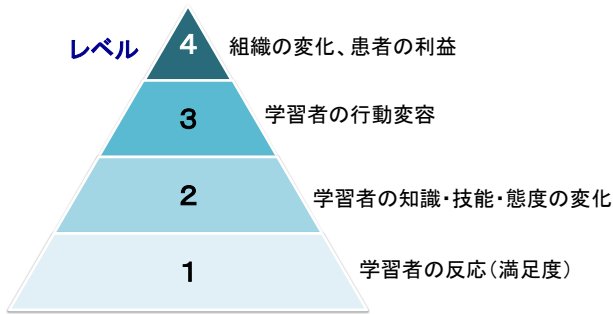 レベル
4 組織の変化、患者の利益
3 学習者の行動変容
2 学習者の知識・技能・態度の変化
1 学習者の反応（満足度）